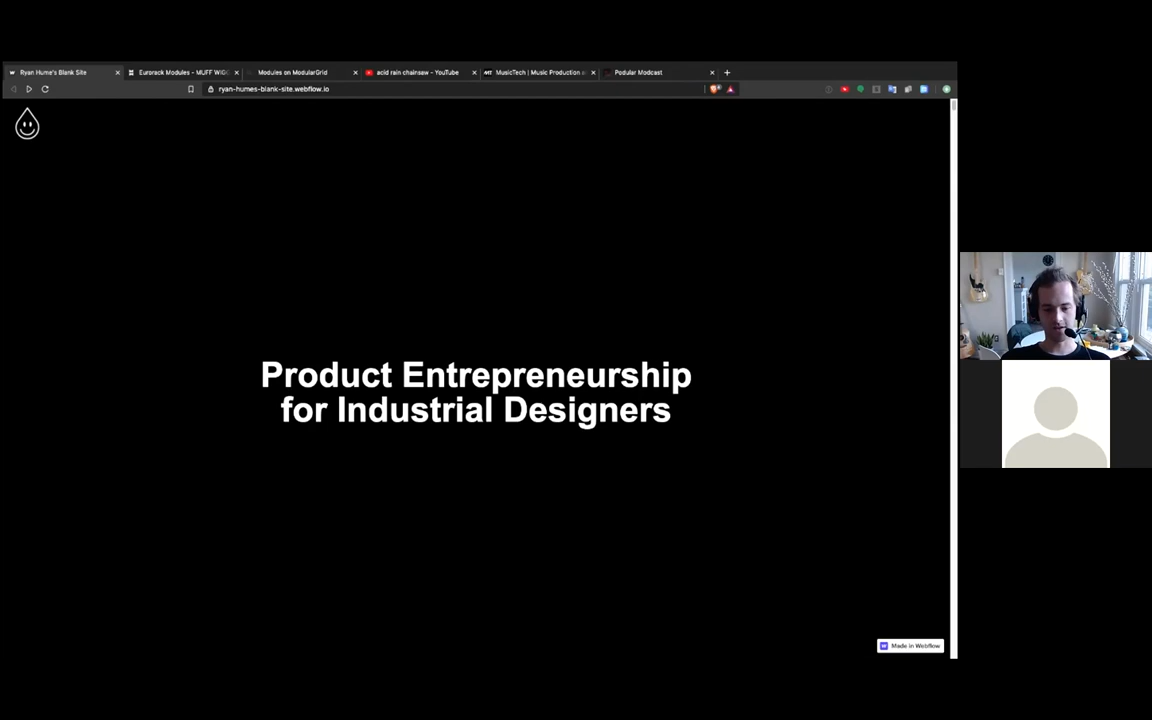 Ryan Hume's Blank Site
Eurorack Modules - MUFF WIGG
Modules on ModularGrid
acid rain chainsaw - YouTube
MusicTech | Music Production a
Podular Modcast
ryan-humes-blank-site.webflow.io
Product Entrepreneurship
for Industrial Designers
Made in Webflow